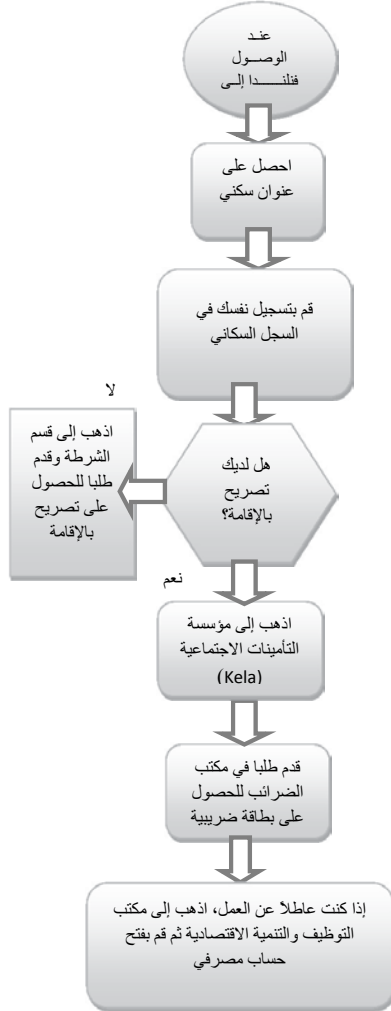 عند
الوصول
فنلندا إلى
احصل على
عنوان سكني
قم بتسجيل نفسك في
السجل السكاني
لا
هل لديك
تصريح
بالإقامة؟
اذهب إلى قسم
الشرطة وقدم
طلبا للحصول
على تصريح
بالإقامة
نعم
اذهب إلى مؤسسة
التأمينات الاجتماعية
(Kela)
قدم طلبا في مكتب
الضرائب للحصول
على بطاقة ضريبية
إذا كنت عاطلاً عن العمل، اذهب إلى مكتب
التوظيف والتنمية الاقتصادية ثم قم بفتح
حساب مصرفي